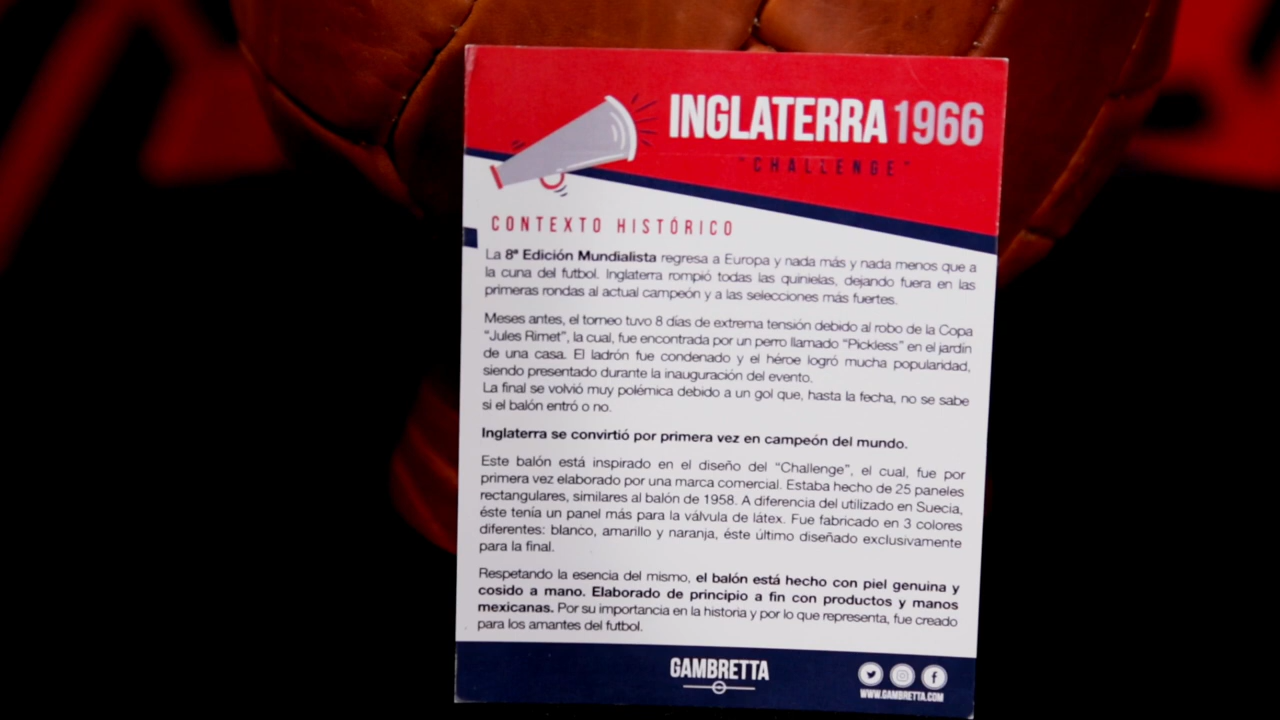 INGLATERRA 1966
"CHALLENGE"
CONTEXTO HISTÓRICO
La 8ª Edición Mundialista regresa a Europa y nada más y nada menos que a
la cuna del futbol. Inglaterra rompió todas las quinielas, dejando fuera en las
primeras rondas al actual campeón y a las selecciones más fuertes.
Meses antes, el torneo tuvo 8 días de extrema tensión debido al robo de la Copa
"Jules Rimet", la cual, fue encontrada por un perro llamado "Pickless" en el jardín
de una casa. El ladrón fue condenado y el héroe logró mucha popularidad,
siendo presentado durante la inauguración del evento.
La final se volvió muy polémica debido a un gol que, hasta la fecha, no se sabe
si el balón entró o no.
Inglaterra se convirtió por primera vez en campeón del mundo.
Este balón está inspirado en el diseño del "Challenge", el cual, fue por
primera vez elaborado por una marca comercial. Estaba hecho de 25 paneles
rectangulares, similares al balón de 1958. A diferencia del utilizado en Suecia,
éste tenía un panel más para la válvula de látex. Fue fabricado en 3 colores
diferentes: blanco, amarillo y naranja, éste último diseñado exclusivamente
para la final.
Respetando la esencia del mismo, el balón está hecho con piel genuina y
cosido a mano. Elaborado de principio a fin con productos y manos
mexicanas. Por su importancia en la historia y por lo que representa, fue creado
para los amantes del futbol.
GAMBRETTA
WWW.GAMBRETTA.COM